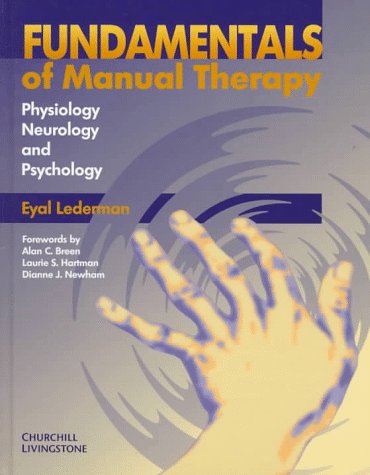 FUNDAMENTALS
of Manual Therapy
Physiology
Neurology
and
Psychology
Eyal Lederman
Forewords by
Alan C. Breen
Laurie S. Hartman
Dianne J. Newham
CHURCHILL
LIVINGSTONE